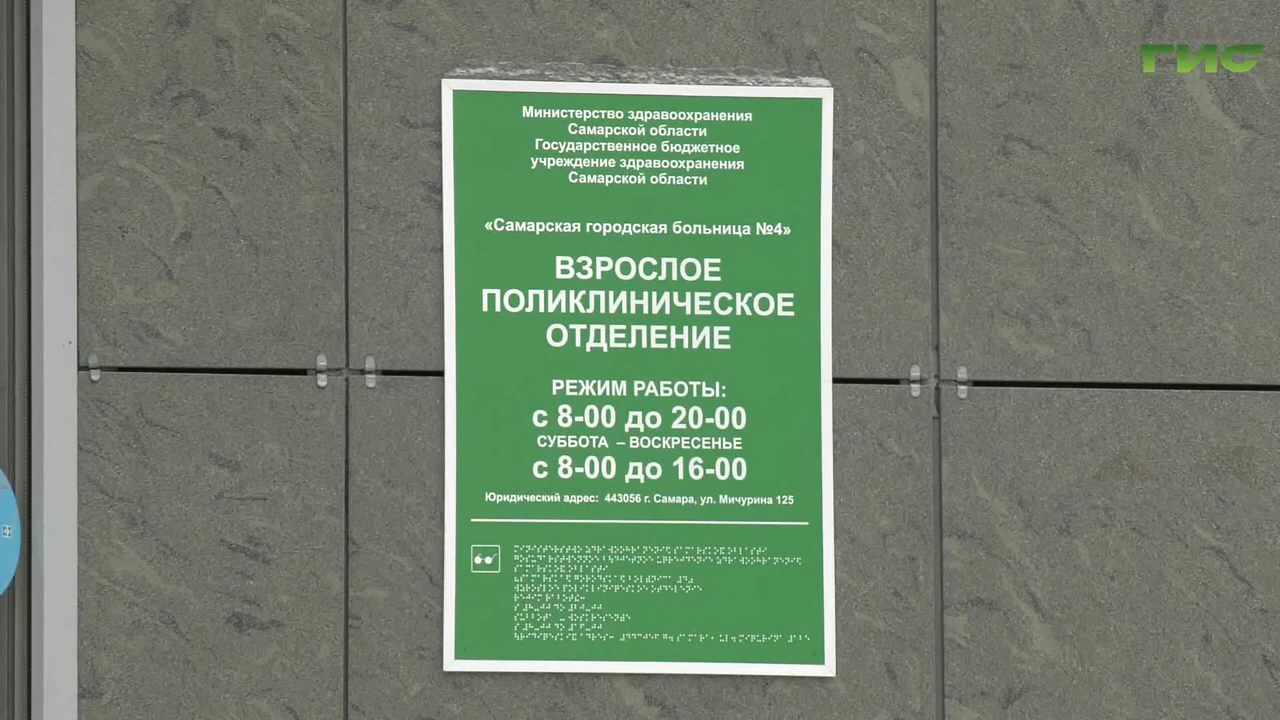 ГИС
Министерство здравоохранения
Самарской области
Государственное бюджетное
учреждение здравоохранения
Самарской области
«Самарская городская больница №4»
ВЗРОСЛОЕ
ПОЛИКЛИНИЧЕСКОЕ
ОТДЕЛЕНИЕ
РЕЖИМ РАБОТЫ:
с 8-00 до 20-00
СУББОТА – ВОСКРЕСЕНЬЕ
с 8-00 до 16-00
Юридический адрес: 443056 г. Самара, ул. Мичурина 125